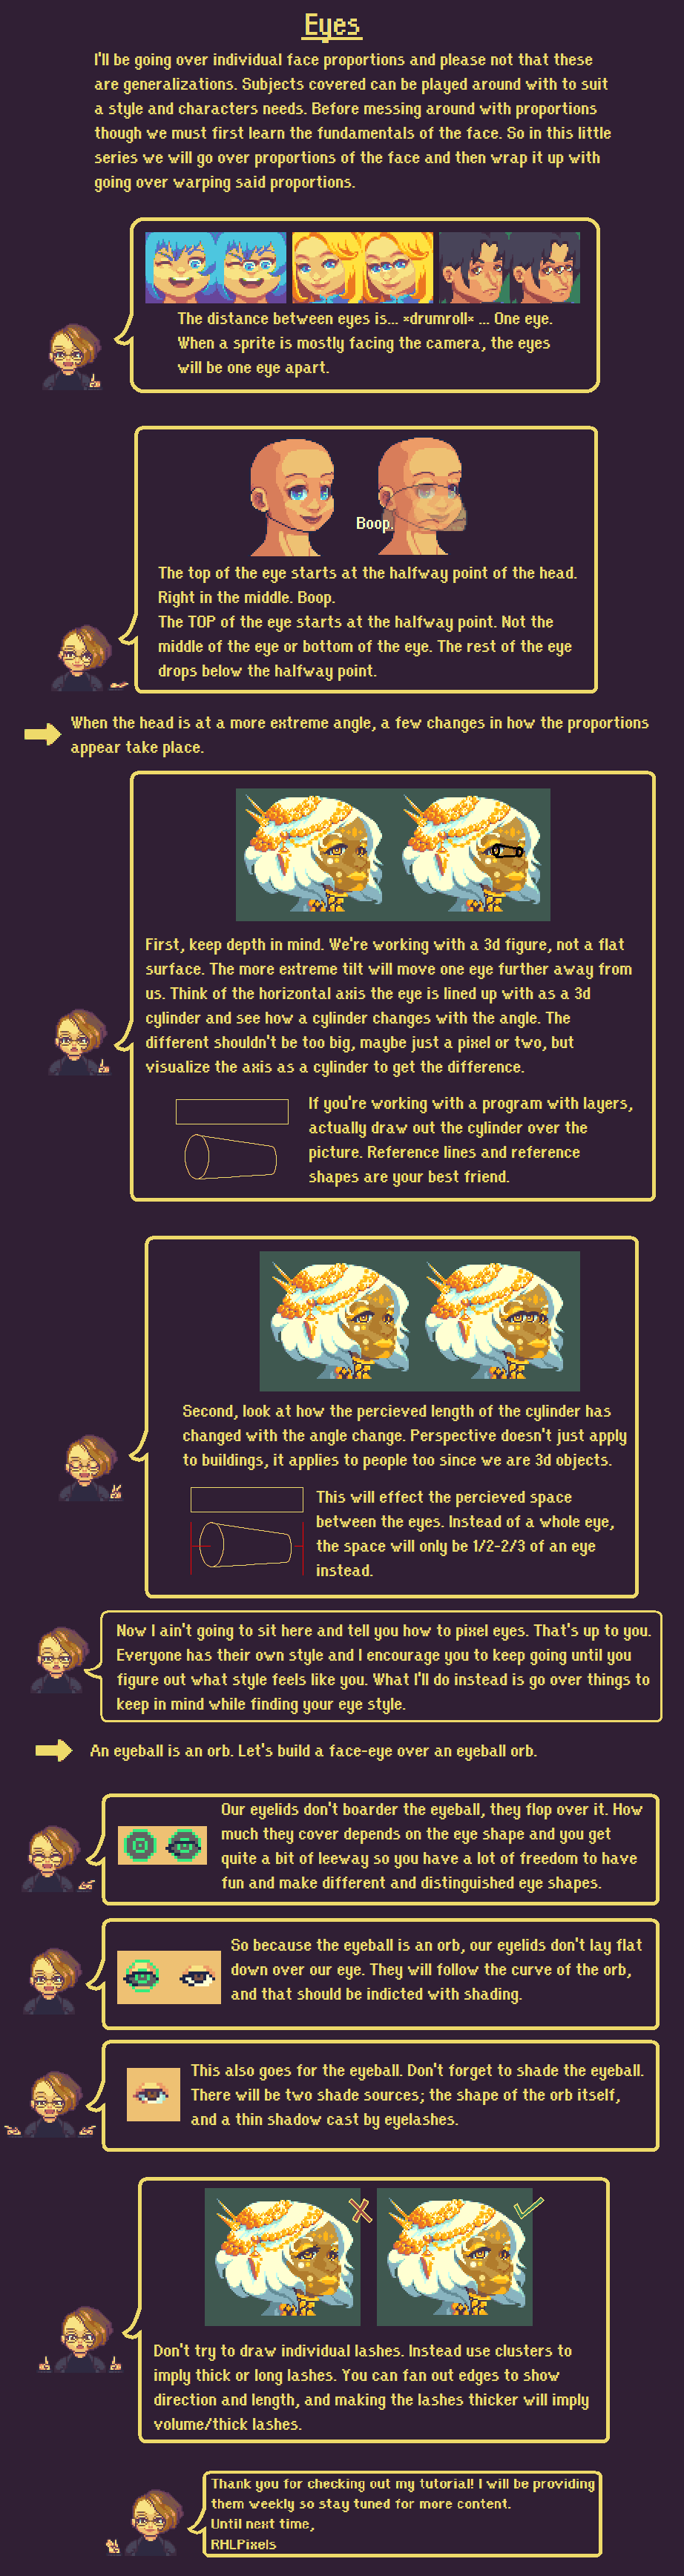 Eyes
I'll be going over individual face proportions and please not that these
are generalizations. Subjects covered can be played around with to suit
a style and characters needs. Before messing around with proportions
though we must first learn the fundamentals of the face. So in this little
series we will go over proportions of the face and then wrap it up with
going over warping said proportions.
The distance between eyes is... *drumroll* ... One eye.
When a sprite is mostly facing the camera, the eyes
will be one eye apart.
Boop.
The top of the eye starts at the halfway point of the head.
Right in the middle. Boop.
The TOP of the eye starts at the halfway point. Not the
middle of the eye or bottom of the eye. The rest of the eye
drops below the halfway point.
When the head is at a more extreme angle, a few changes in how the proportions
appear take place.
First, keep depth in mind. We're working with a 3d figure, not a flat
surface. The more extreme tilt will move one eye further away from
us. Think of the horizontal axis the eye is lined up with as a 3d
cylinder and see how a cylinder changes with the angle. The
different shouldn't be too big, maybe just a pixel or two, but
visualize the axis as a cylinder to get the difference.
If you're working with a program with layers,
actually draw out the cylinder over the
picture. Reference lines and reference
shapes are your best friend.
Second, look at how the percieved length of the cylinder has
changed with the angle change. Perspective doesn't just apply
to buildings, it applies to people too since we are 3d objects.
This will effect the percieved space
between the eyes. Instead of a whole eye,
the space will only be 1/2-2/3 of an eye
instead.
Now I ain't going to sit here and tell you how to pixel eyes. That's up to you.
Everyone has their own style and I encourage you to keep going until you
figure out what style feels like you. What I'll do instead is go over things to
keep in mind while finding your eye style.
An eyeball is an orb. Let's build a face-eye over an eyeball orb.
Our eyelids don't boarder the eyeball, they flop over it. How
much they cover depends on the eye shape and you get
quite a bit of leeway so you have a lot of freedom to have
fun and make different and distinguished eye shapes.
So because the eyeball is an orb, our eyelids don't lay flat
down over our eye. They will follow the curve of the orb,
and that should be indicted with shading.
This also goes for the eyeball. Don't forget to shade the eyeball.
There will be two shade sources; the shape of the orb itself,
and a thin shadow cast by eyelashes.
Don't try to draw individual lashes. Instead use clusters to
imply thick or long lashes. You can fan out edges to show
direction and length, and making the lashes thicker will imply
volume/thick lashes.
Thank you for checking out my tutorial! I will be providing
them weekly so stay tuned for more content.
Until next time,
RHLPixels